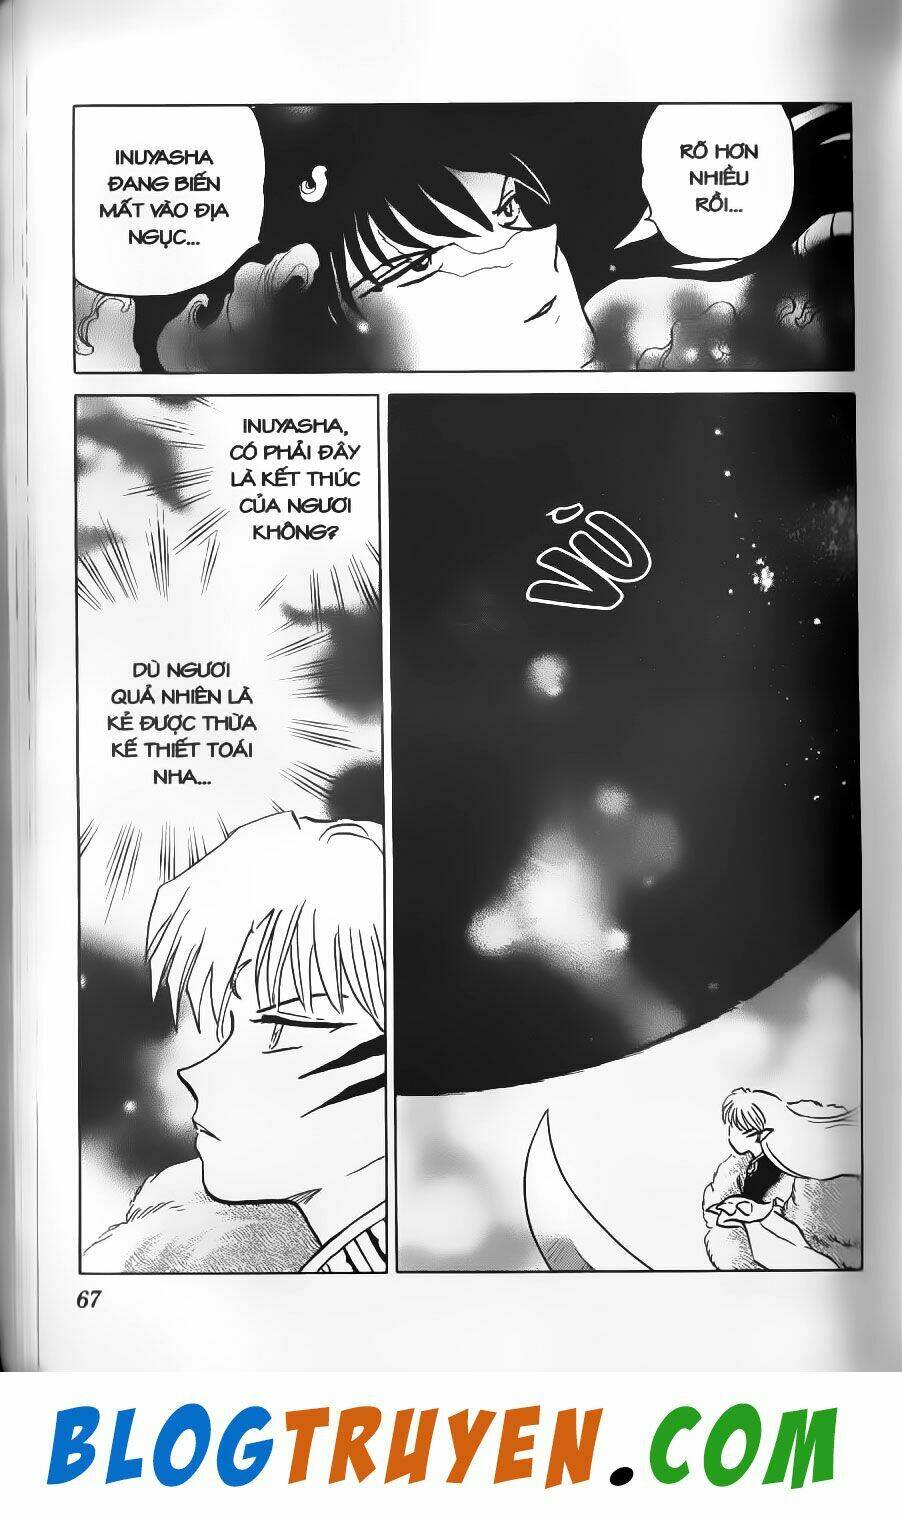 RÕ HƠN
NHIỀU
RỒI...
INUYASHA
ĐANG BIẾN
MẤT VÀO ĐỊA
NGỤC...
VÙ
INUYASHA,
CÓ PHẢI ĐÂY
LÀ KẾT THÚC
CỦA NGƯƠI
KHÔNG?
DÙ NGƯƠI
QUẢ NHIÊN LÀ
KẺ ĐƯỢC THỪA
KẾ THIẾT TOÁI
NHA...
67
BLOGTRUYEN.COM